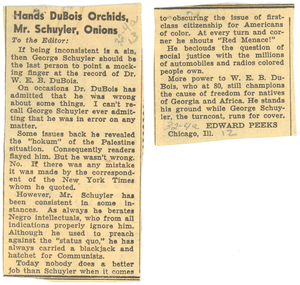 Hands DuBois Orchids,
Mr. Schuyler, Onions
To the Editor:
If being inconsistent is a sin,
then George Schuyler should be
the last person to point a mock-
ing finger at the record of Dr.
W. E. B. DuBois.
On occasions Dr. DuBois has
admitted that he was wrong
about some things. I can't re-
call George Schuyler ever admit-
ting that he was in error on any
matter.
Some issues back he revealed
the "hokum" of the Palestine
situation. Consequently readers
flayed him. But he wasn't wrong.
No. If there was any mistake
it was made by the correspond-
ent of the New York Times
whom he quoted.
However, Mr. Schuyler has
been consistent in some in-
stances. As always he berates
Negro intellectuals, who from all
indications properly ignore him.
Although he used to preach
against the "status quo," he has
always carried a blackjack and
hatchet for Communists.
Today nobody does a better
job than Schuyler when it comes
to obscuring the issue of first-
class citizenship for Americans
of color. At every turn and cor-
ner he shouts "Red Menace!"
He beclouds the question of
social justice with the millions
of automobiles and radios colored
people own.
More power to W. E. B. Du-
Bois, who at 80, still champions
the cause of freedom for natives
of Georgia and Africa. He stands
his ground while George Schuy-
ler, the turncoat, runs for cover.
EDWARD PEEKS
Chicago, Ill.